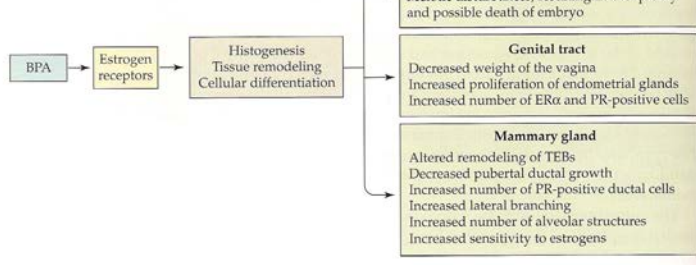 and possible death of embryo
BPA
Estrogen
receptors
Histogenesis
Tissue remodeling
Cellular differentiation
Genital tract
Decreased weight of the vagina
Increased proliferation of endometrial glands
Increased number of ERα and PR-positive cells
Mammary gland
Altered remodeling of TEBs
Decreased pubertal ductal growth
Increased number of PR-positive ductal cells
Increased lateral branching
Increased number of alveolar structures
Increased sensitivity to estrogens